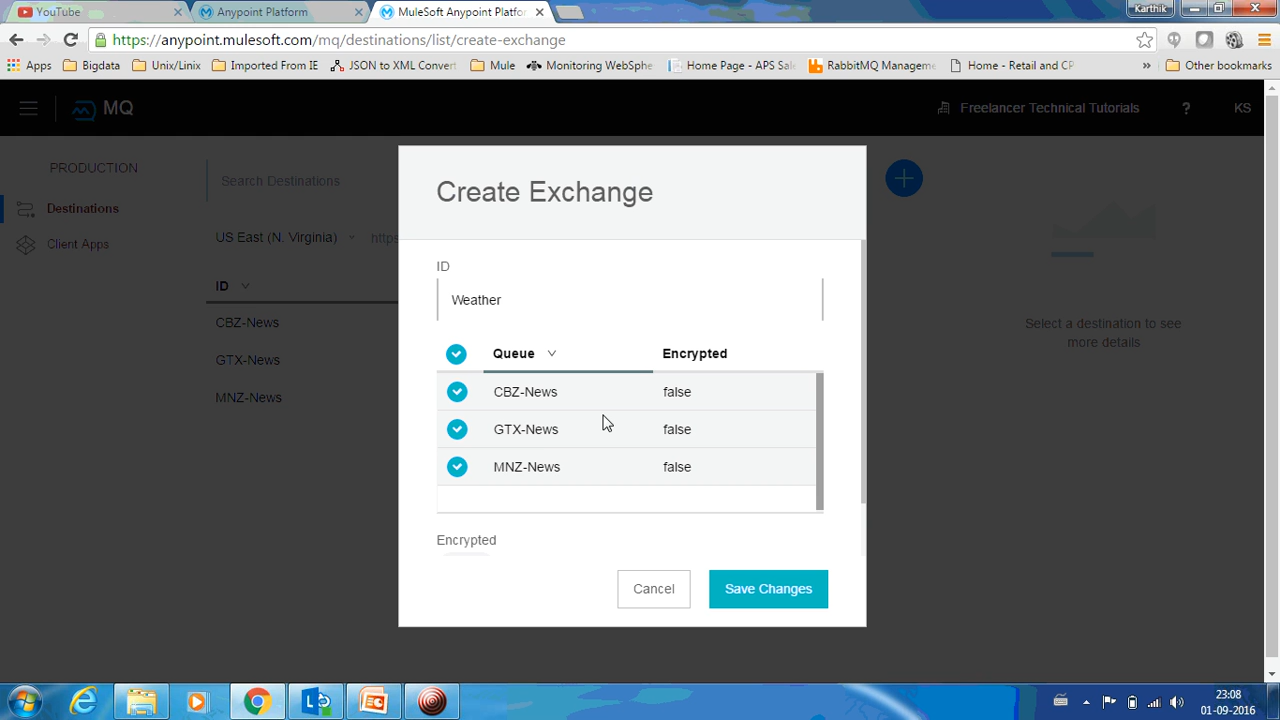 YouTube
Anypoint Platform
MuleSoft Anypoint Platfor
Karthik
https://anypoint.mulesoft.com/mq/destinations/list/create-exchange
Apps
Bigdata
Unix/Linix
Imported From IE
JSON to XML Convert
Mule
Monitoring WebSphe
Home Page - APS Sale
RabbitMQ Manageme
Home - Retail and CP
»
Other bookmarks
MQ
Freelancer Technical Tutorials
?
KS
PRODUCTION
Destinations
Client Apps
Search Destinations
US East (N. Virginia)
https
ID
CBZ-News
GTX-News
MNZ-News
Create Exchange
ID
Weather
Queue Encrypted
CBZ-News false
GTX-News false
MNZ-News false
Encrypted
Cancel
Save Changes
Select a destination to see
more details
23:08
01-09-2016